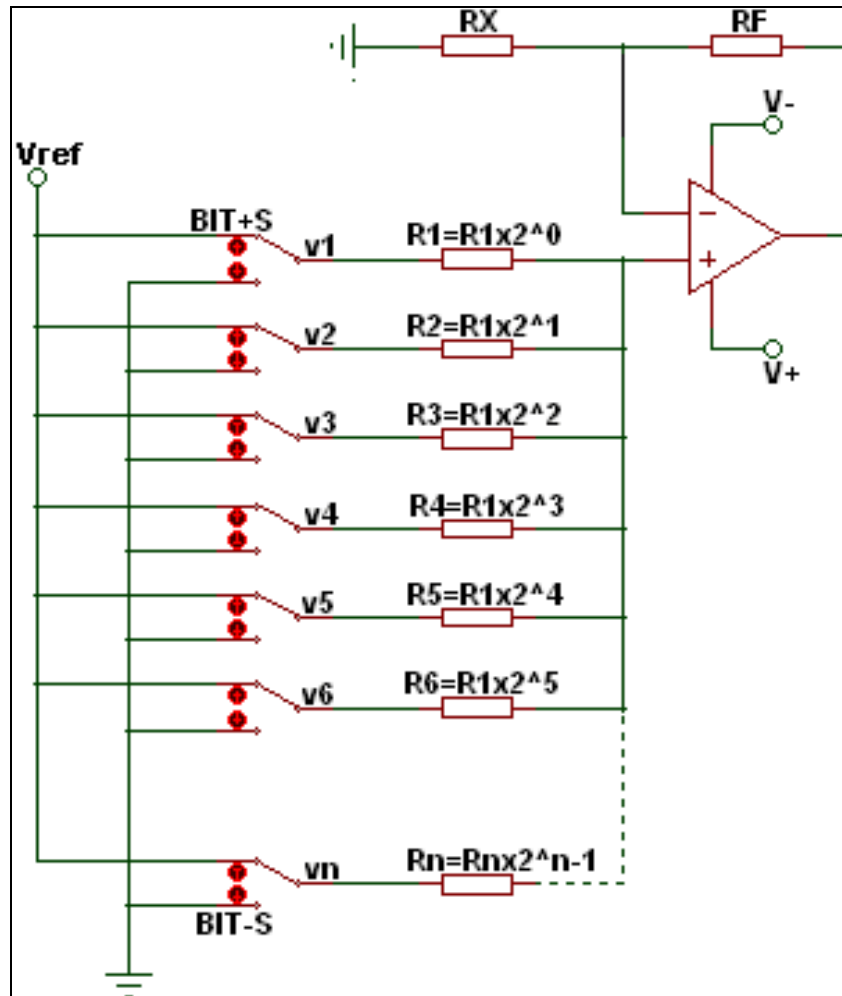 RX RF
V-
Vref
BIT+S
v1 R1=R1x2^0
- 
+
v2 R2=R1x2^1
V+
v3 R3=R1x2^2
v4 R4=R1x2^3
v5 R5=R1x2^4
v6 R6=R1x2^5
vn Rn=Rnx2^n-1
BIT-S